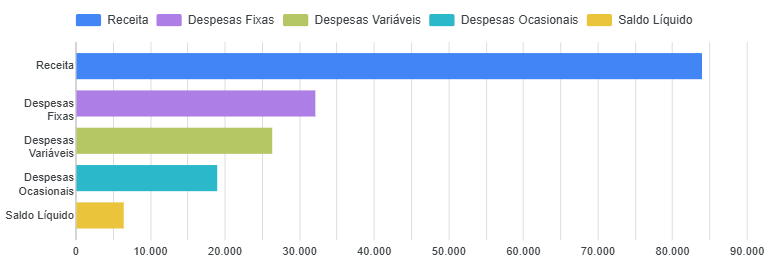 Receita Despesas Fixas Despesas Variáveis Despesas Ocasionais Saldo Líquido
Receita
Despesas
Fixas
Despesas
Variáveis
Despesas
Ocasionais
Saldo Líquido
0 10.000 20.000 30.000 40.000 50.000 60.000 70.000 80.000 90.000